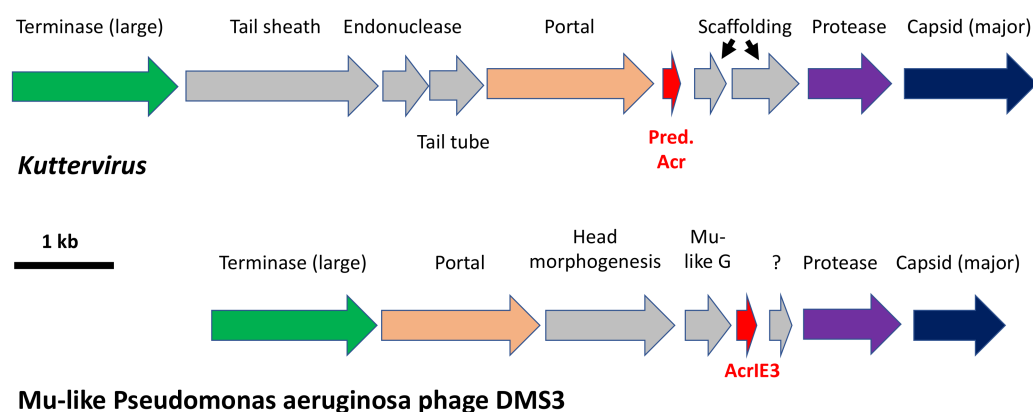 Terminase (large) Tail sheath Endonuclease Portal Scaffolding Protease Capsid (major)
Tail tube
Pred.
Acr
Kuttervirus
1 kb
Terminase (large) Portal Head
morphogenesis Mu-
like G ? Protease Capsid (major)
AcrIE3
Mu-like Pseudomonas aeruginosa phage DMS3